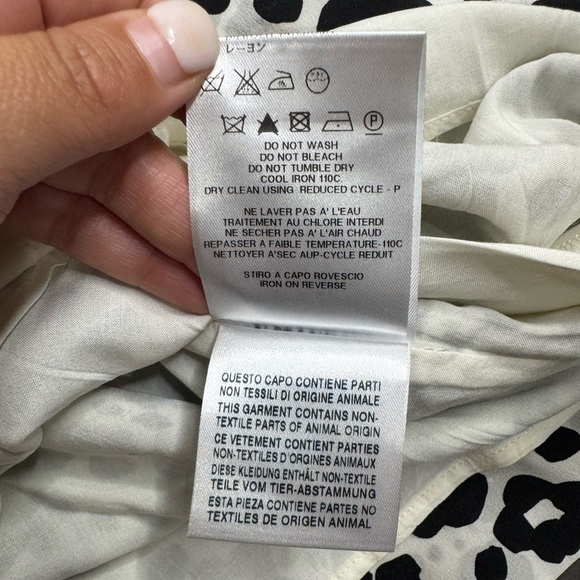 レーヨン
P
DO NOT WASH
DO NOT BLEACH
DO NOT TUMBLE DRY
COOL IRON 110C.
DRY CLEAN USING REDUCED CYCLE - P
NE LAVER PAS A' L'EAU
TRAITEMENT AU CHLORE INTERDI
NE SECHER PAS A' L'AIR CHAUD
REPASSER A FAIBLE TEMPERATURE-110C
NETTOYER A'SEC AUP-CYCLE REDUIT
STIRO A CAPO ROVESCIO
IRON ON REVERSE
QUESTO CAPO CONTIENE PARTI
NON TESSILI DI ORIGINE ANIMALE
THIS GARMENT CONTAINS NON-
TEXTILE PARTS OF ANIMAL ORIGIN
CE VETEMENT CONTIENT PARTIES
NON-TEXTILES D'ORGINES ANIMAUX
DIESE KLEIDUNG ENTHÄLT NON-TEXTILE
TEILE VOM TIER-ABSTAMMUNG
ESTA PIEZA CONTIENE PARTES NO
TEXTILES DE ORIGEN ANIMAL